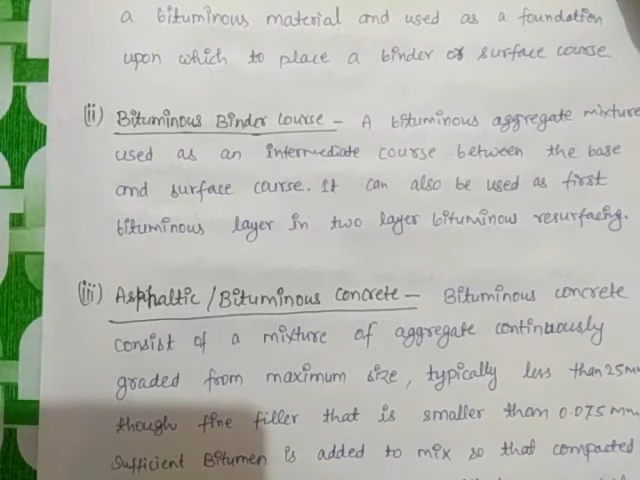 a bituminous material and used as a foundation
upon which to place a binder or surface course
(ii) Bituminous Binder Course - A bituminous aggregate mixture
used as an intermediate course between the base
and surface course. It can also be used as first
bituminous layer in two layer bituminous resurfacing.
(iii) Asphaltic / Bituminous Concrete - Bituminous concrete
consist of a mixture of aggregate continuously
graded from maximum size, typically less than 25mm
though fine filler that is smaller than 0.075 mm.
Sufficient Bitumen is added to mix so that compacted